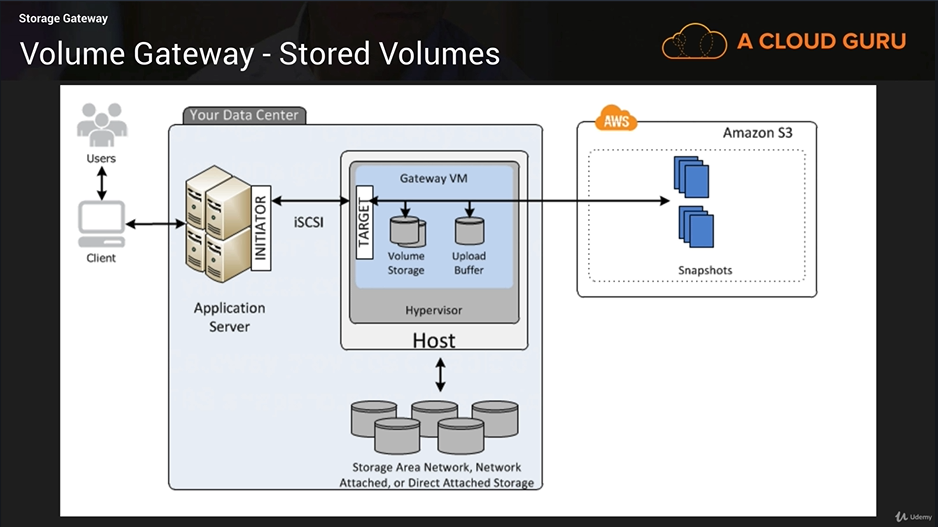 Storage Gateway
Volume Gateway - Stored Volumes
A CLOUD GURU
Users
Client
Your Data Center
INITIATOR
Application
Server
iSCSI
TARGET
Gateway VM
Volume
Storage
Upload
Buffer
Hypervisor
Host
Storage Area Network, Network
Attached, or Direct Attached Storage
AWS
Amazon S3
Snapshots
Udemy